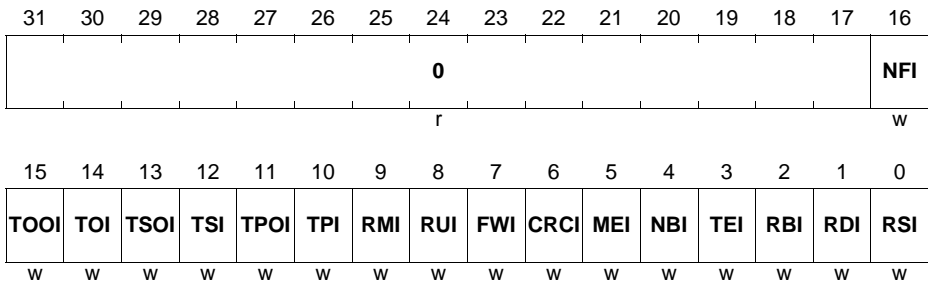 31 30 29 28 27 26 25 24 23 22 21 20 19 18 17 16
0 NFI
r w
15 14 13 12 11 10 9 8 7 6 5 4 3 2 1 0
TOOI TOI TSOI TSI TPOI TPI RMI RUI FWI CRCI MEI NBI TEI RBI RDI RSI
w w w w w w w w w w w w w w w w